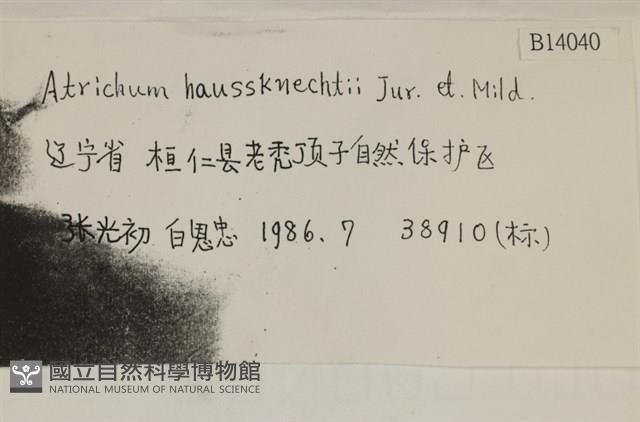 B14040
Atrichum haussknechtii Jur. et. Mild.
辽宁省 桓仁县老秃顶子自然保护区
张光初 白恩忠 1986.7 38910(标)
國立自然科學博物館
NATIONAL MUSEUM OF NATURAL SCIENCE